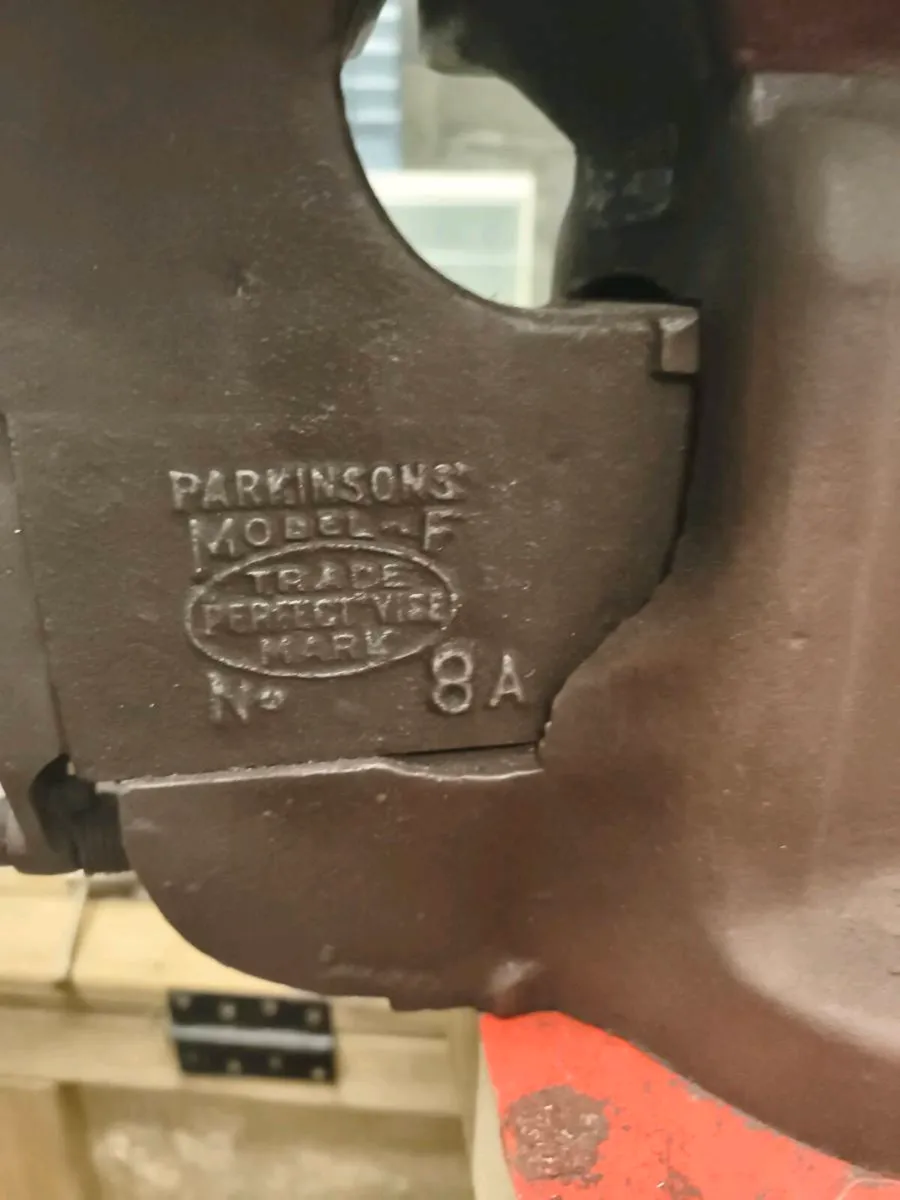 PARKINSONS'
MODEL-F
TRADE
"PERFECT VISE"
MARK
No 8A